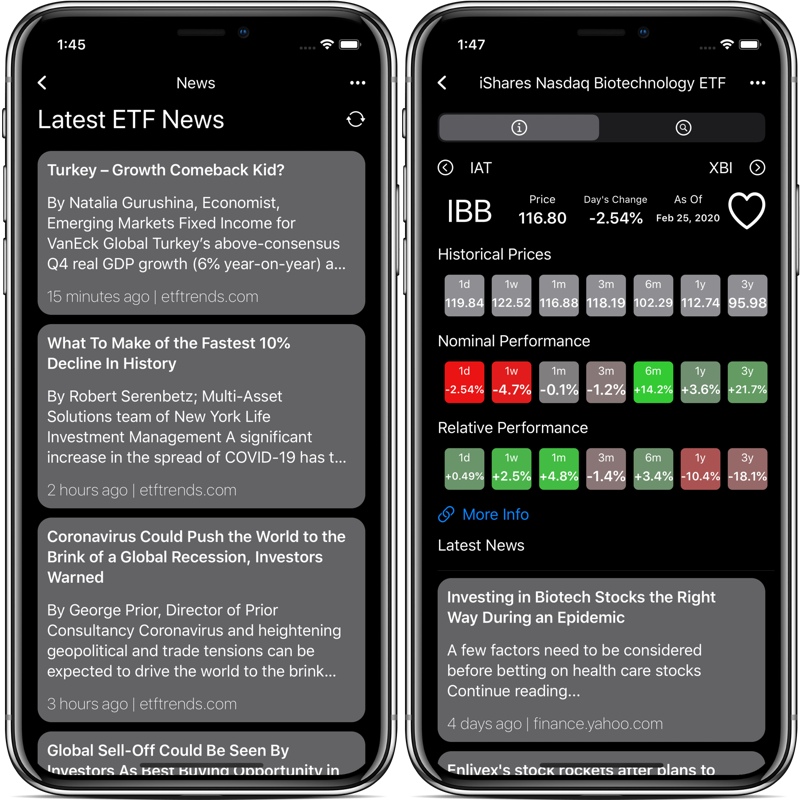 1:45
News
Latest ETF News
Turkey – Growth Comeback Kid?
By Natalia Gurushina, Economist,
Emerging Markets Fixed Income for
VanEck Global Turkey's above-consensus
Q4 real GDP growth (6% year-on-year) a...
15 minutes ago | etftrends.com
What To Make of the Fastest 10%
Decline In History
By Robert Serenbetz; Multi-Asset
Solutions team of New York Life
Investment Management A significant
increase in the spread of COVID-19 has t...
2 hours ago | etftrends.com
Coronavirus Could Push the World to the
Brink of a Global Recession, Investors
Warned
By George Prior, Director of Prior
Consultancy Coronavirus and heightening
geopolitical and trade tensions can be
expected to drive the world to the brink...
3 hours ago | etftrends.com
Global Sell-Off Could Be Seen By
Investors As Best Buying Opportunity in
1:47
iShares Nasdaq Biotechnology ETF
IAT XBI
IBB Price Day's Change As Of
116.80 -2.54% Feb 25, 2020
Historical Prices
1d 1w 1m 3m 6m 1y 3y
119.84 122.52 116.88 118.19 102.29 112.74 95.98
Nominal Performance
1d 1w 1m 3m 6m 1y 3y
-2.54% -4.7% -0.1% -1.2% +14.2% +3.6% +21.7%
Relative Performance
1d 1w 1m 3m 6m 1y 3y
+0.49% +2.5% +4.8% -1.4% +3.4% -10.4% -18.1%
More Info
Latest News
Investing in Biotech Stocks the Right
Way During an Epidemic
A few factors need to be considered
before betting on health care stocks
Continue reading...
4 days ago | finance.yahoo.com
Enlivex's stock rockets after plans to